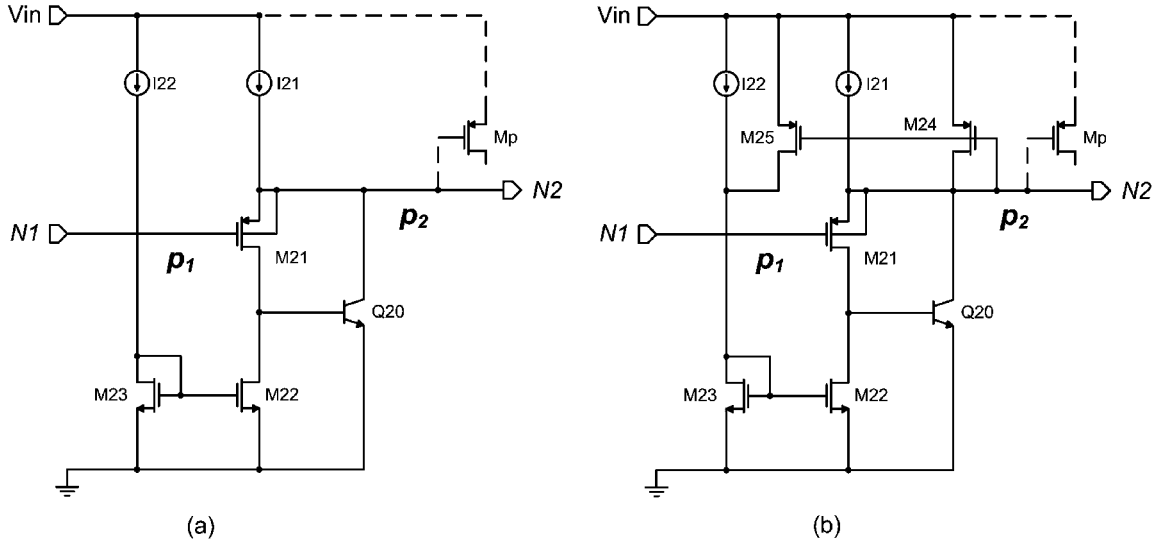 Vin
I22
I21
Mp
N2
p2
N1
p1
M21
Q20
M23
M22
(a)
Vin
I22
I21
M25
M24
Mp
N2
p2
N1
p1
M21
Q20
M23
M22
(b)